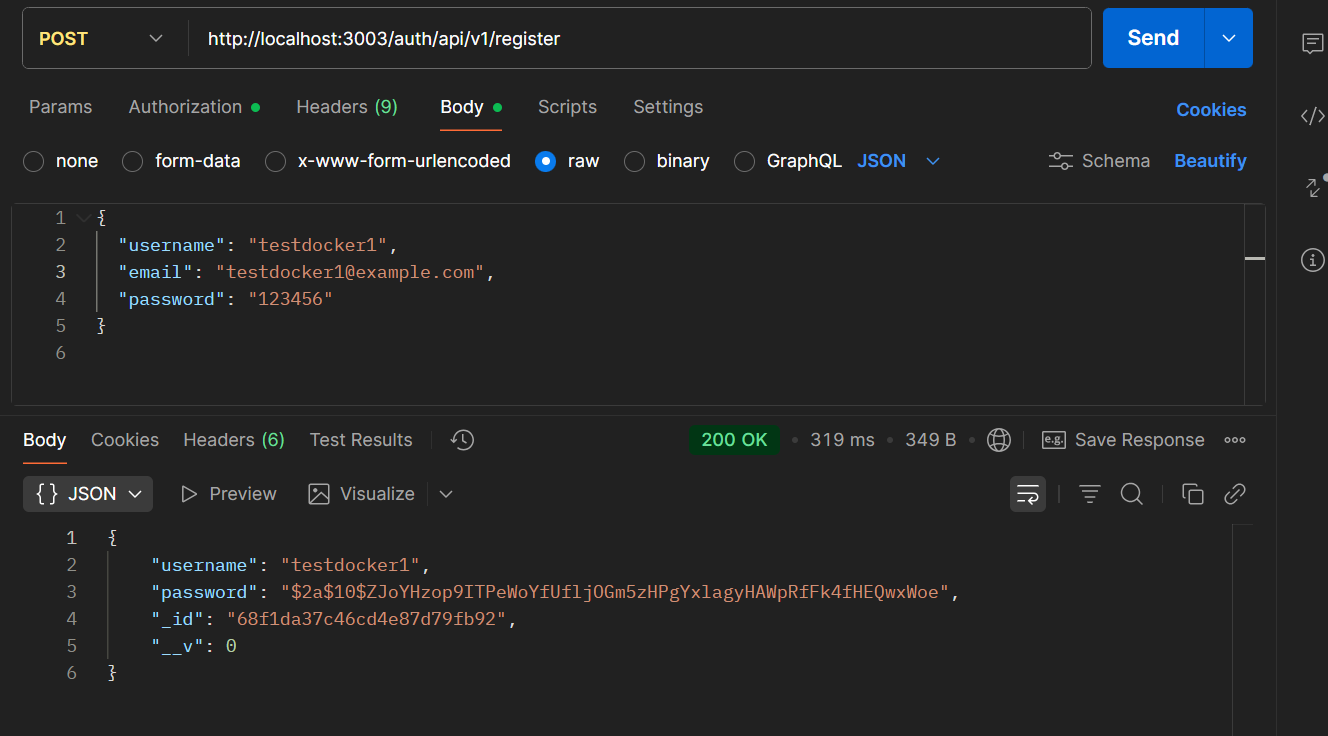 POST http://localhost:3003/auth/api/v1/register Send
Params Authorization Headers (9) Body Scripts Settings Cookies
none form-data x-www-form-urlencoded raw binary GraphQL JSON Schema Beautify
1 {
2 "username": "testdocker1",
3 "email": "testdocker1@example.com",
4 "password": "123456"
5 }
6
Body Cookies Headers (6) Test Results 200 OK • 319 ms • 349 B • e.g. Save Response
{} JSON Preview Visualize
1 {
2 "username": "testdocker1",
3 "password": "$2a$10$ZJoYHzop9ITPeWoYfUfljOGm5zHPgYxlagyHAWpRfFk4fHEQwxWoe",
4 "_id": "68f1da37c46cd4e87d79fb92",
5 "__v": 0
6 }